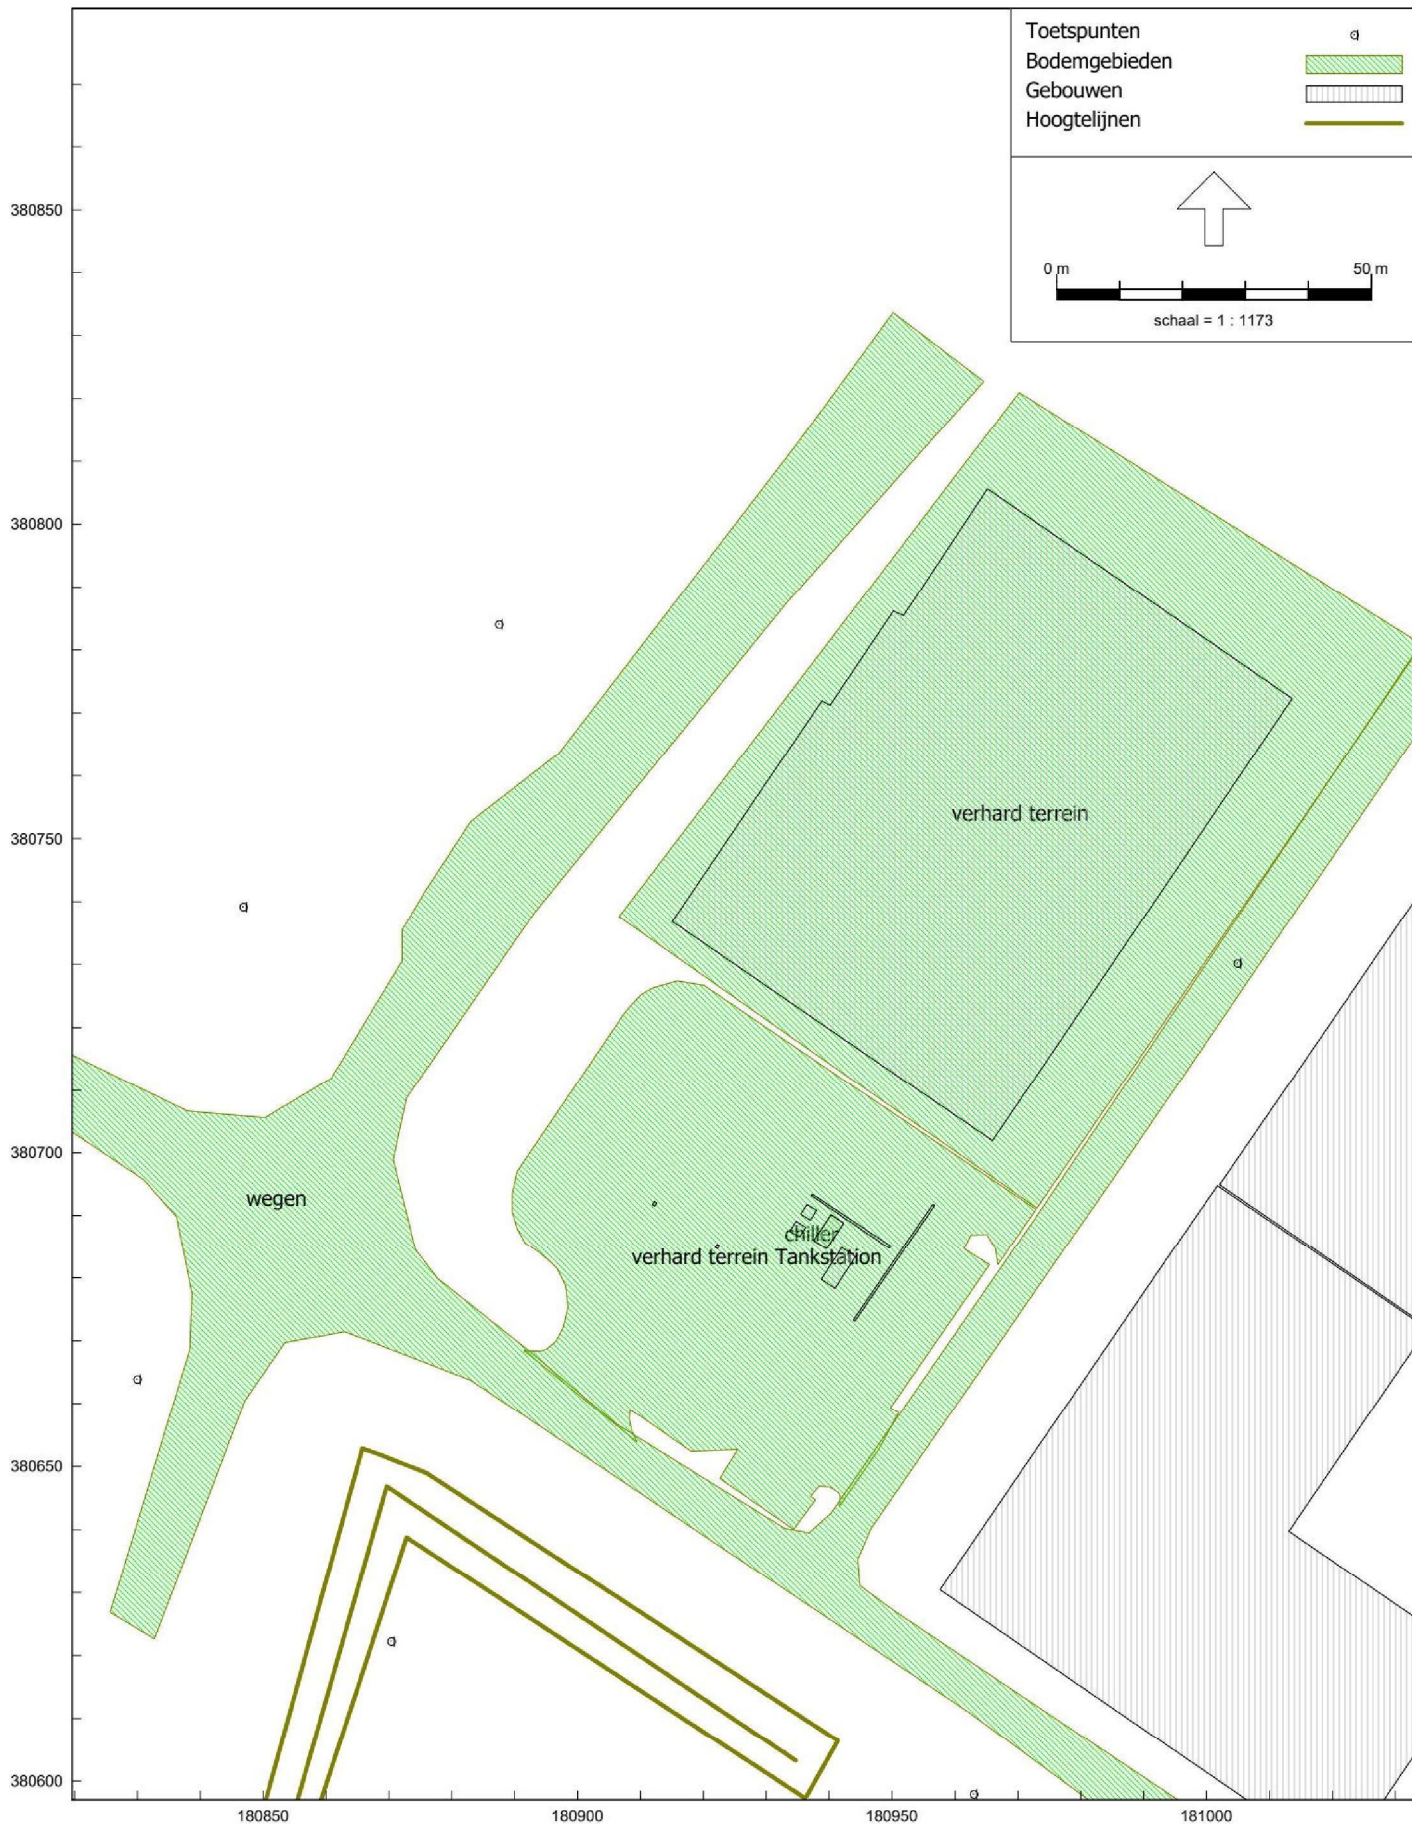 Toetspunten
Bodemgebieden
Gebouwen
Hoogtelijnen
0 m 50 m
schaal = 1 : 1173
380850
380800
380750
verhard terrein
380700
wegen
chiller
verhard terrein Tankstation
380650
380600
180850 180900 180950 181000